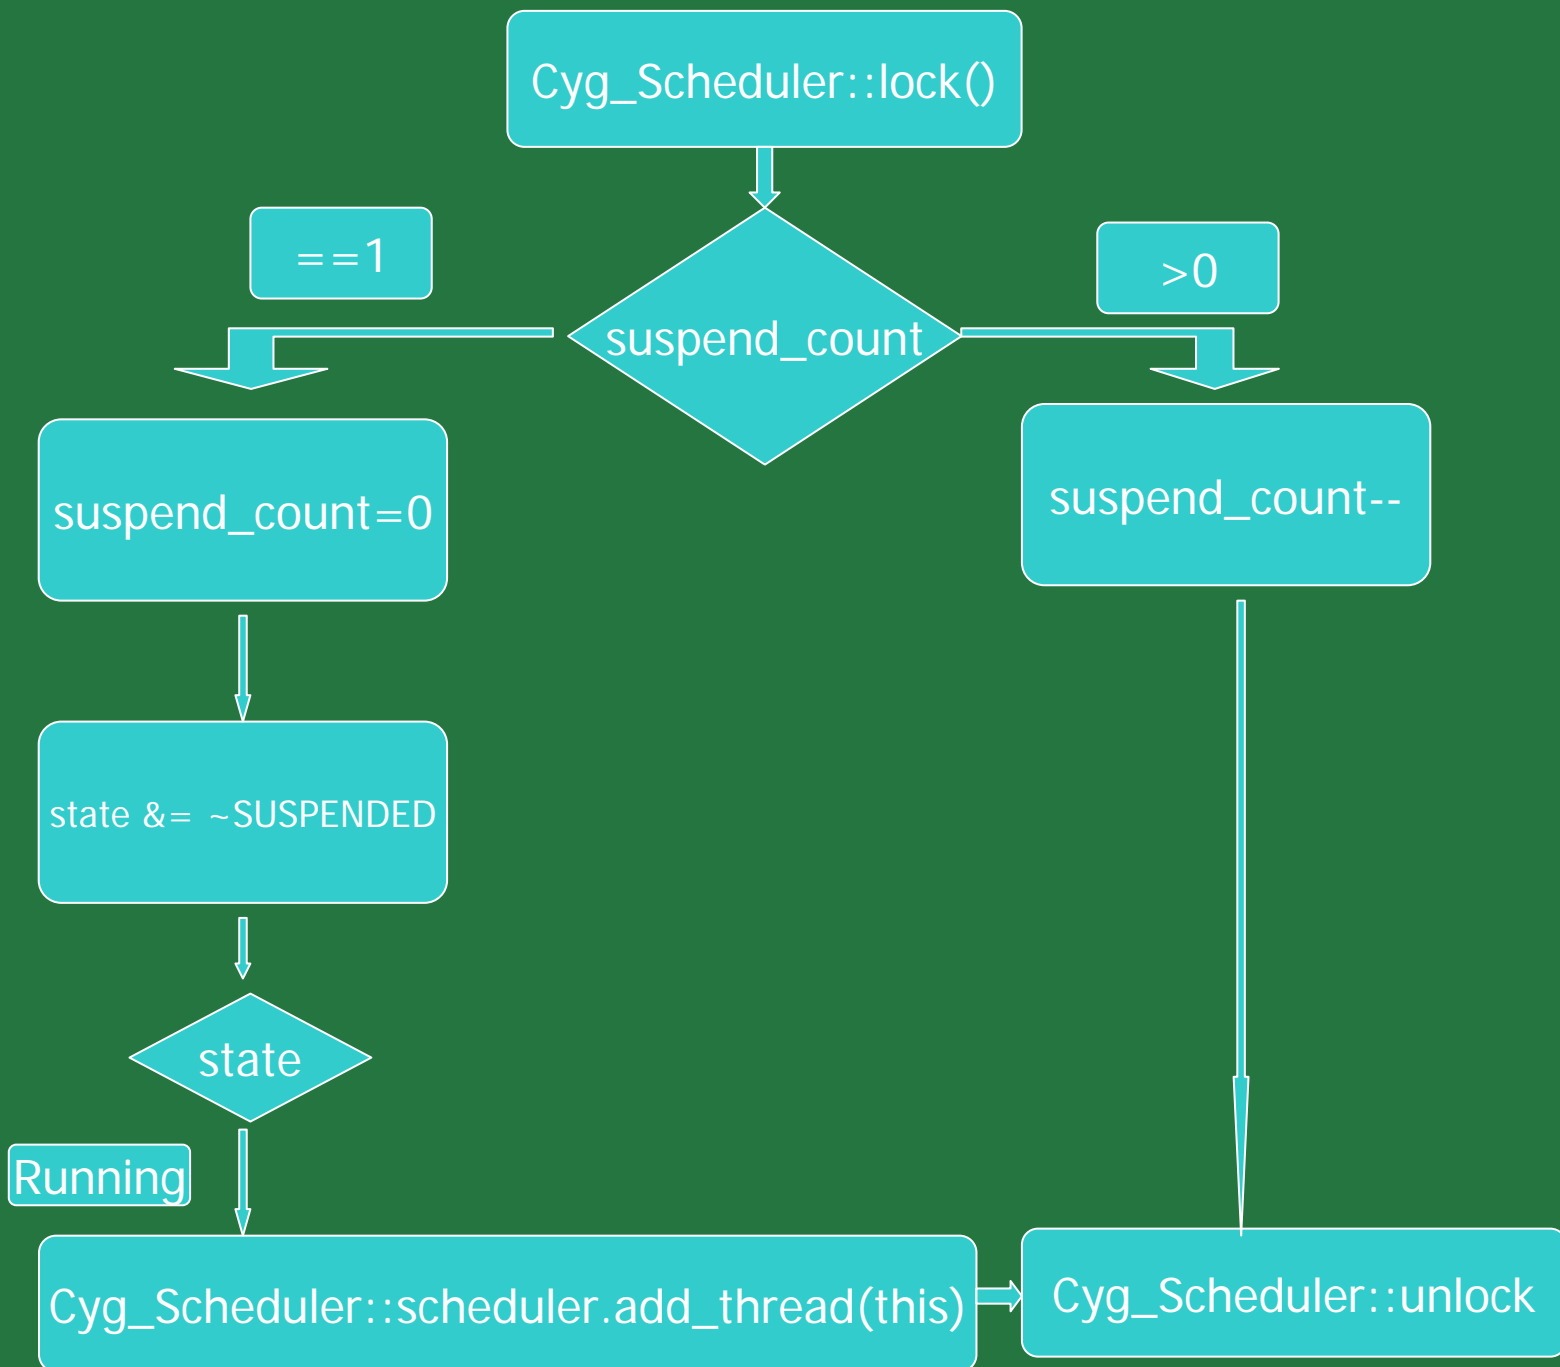 Cyg_Scheduler::lock()
==1
>0
suspend_count
suspend_count=0
suspend_count--
state &= ~SUSPENDED
state
Running
Cyg_Scheduler::scheduler.add_thread(this)
Cyg_Scheduler::unlock